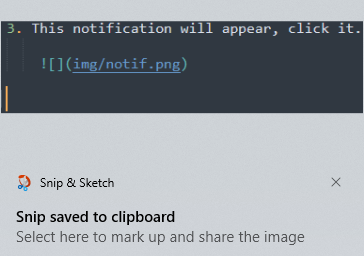 3. This notification will appear, click it.
![](img/notif.png)
Snip & Sketch
Snip saved to clipboard
Select here to mark up and share the image